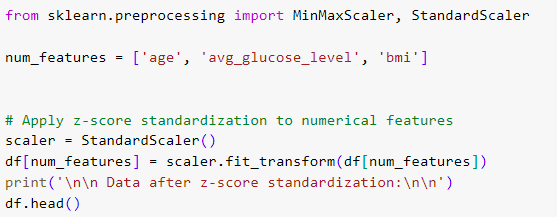 from sklearn.preprocessing import MinMaxScaler, StandardScaler
num_features = ['age', 'avg_glucose_level', 'bmi']
# Apply z-score standardization to numerical features
scaler = StandardScaler()
df[num_features] = scaler.fit_transform(df[num_features])
print('\n\n Data after z-score standardization:\n\n')
df.head()